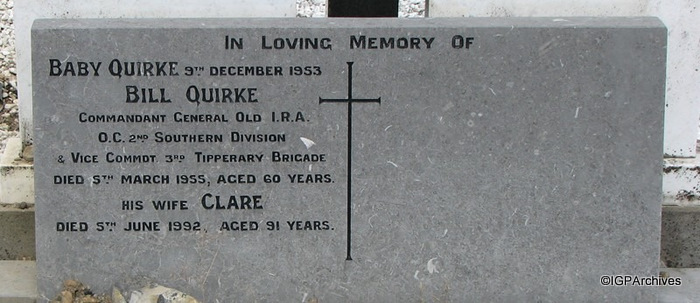 IN LOVING MEMORY OF
BABY QUIRKE 9TH DECEMBER 1953
BILL QUIRKE
COMMANDANT GENERAL OLD I.R.A.
O.C. 2ND SOUTHERN DIVISION
& VICE COMMDT 3RD TIPPERARY BRIGADE
DIED 5TH MARCH 1955, AGED 60 YEARS.
HIS WIFE CLARE
DIED 5TH JUNE 1992, AGED 91 YEARS.
©IGPArchives